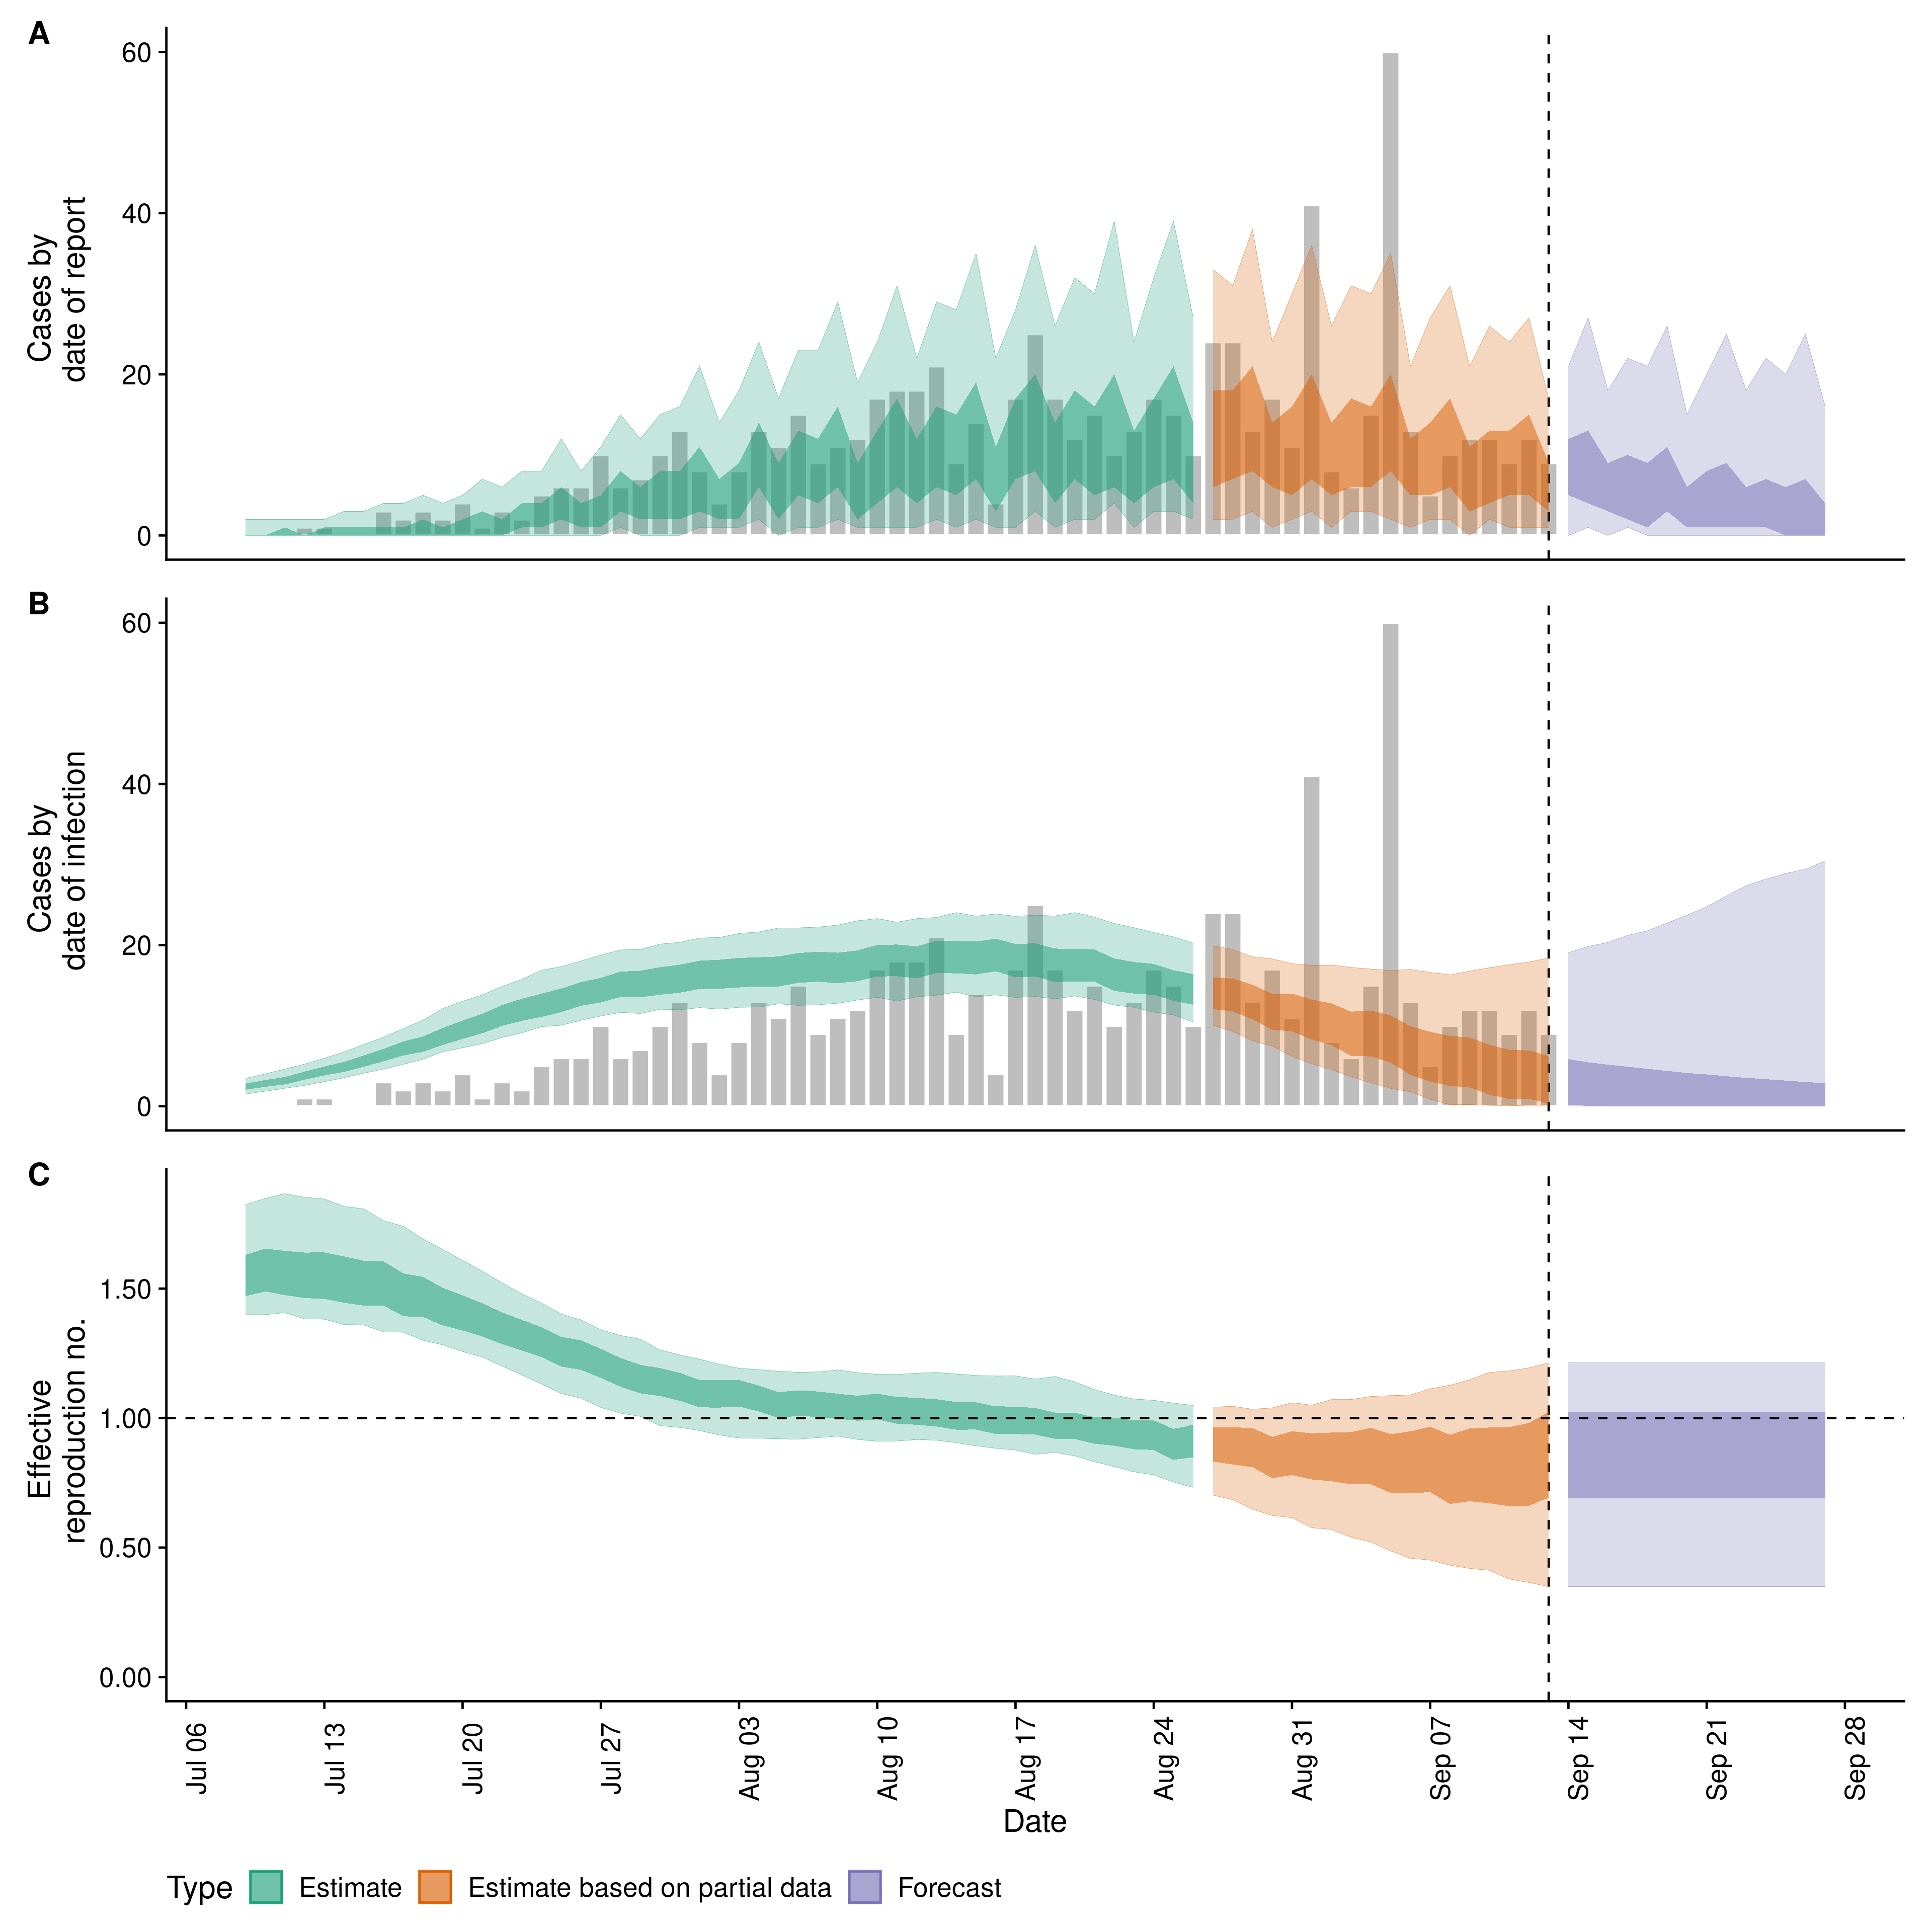 A
60
40
20
0
Cases by
date of report
B
60
40
20
0
Cases by
date of infection
C
1.50
1.00
0.50
0.00
Effective
reproduction no.
Jul 06
Jul 13
Jul 20
Jul 27
Aug 03
Aug 10
Aug 17
Aug 24
Aug 31
Sep 07
Sep 14
Sep 21
Sep 28
Date
Type Estimate Estimate based on partial data Forecast